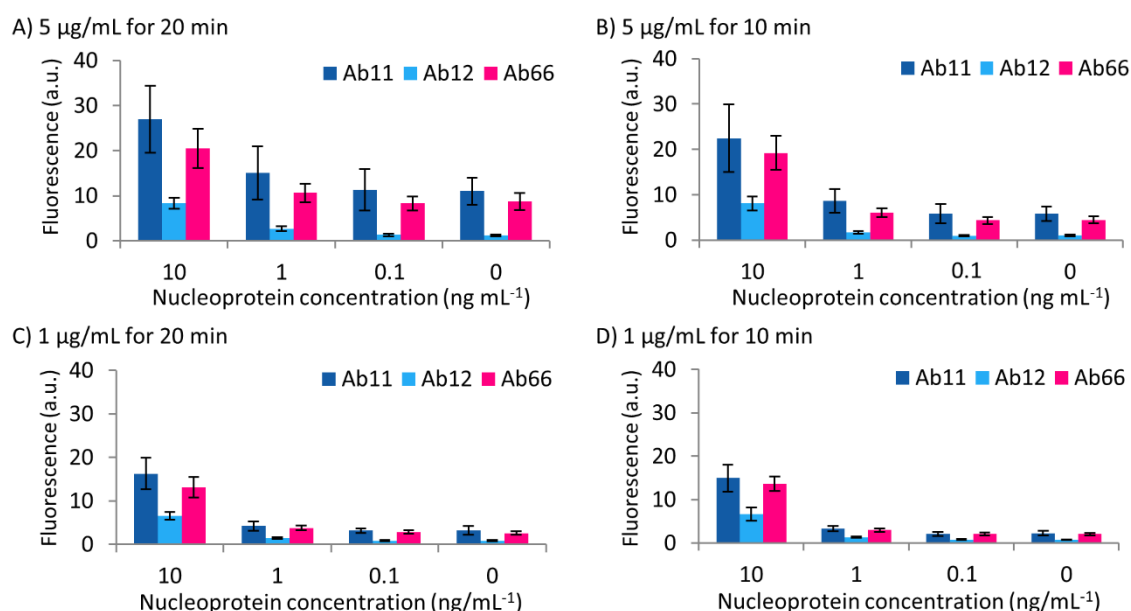 A) 5 µg/mL for 20 min
Fluorescence (a.u.)
40
30
20
10
0
Ab11 Ab12 Ab66
10 1 0.1 0
Nucleoprotein concentration (ng mL-1)
B) 5 µg/mL for 10 min
Fluorescence (a.u.)
40
30
20
10
0
Ab11 Ab12 Ab66
10 1 0.1 0
Nucleoprotein concentration (ng mL-1)
C) 1 µg/mL for 20 min
Fluorescence (a.u.)
40
30
20
10
0
Ab11 Ab12 Ab66
10 1 0.1 0
Nucleoprotein concentration (ng/mL-1)
D) 1 µg/mL for 10 min
Fluorescence (a.u.)
40
30
20
10
0
Ab11 Ab12 Ab66
10 1 0.1 0
Nucleoprotein concentration (ng/mL-1)